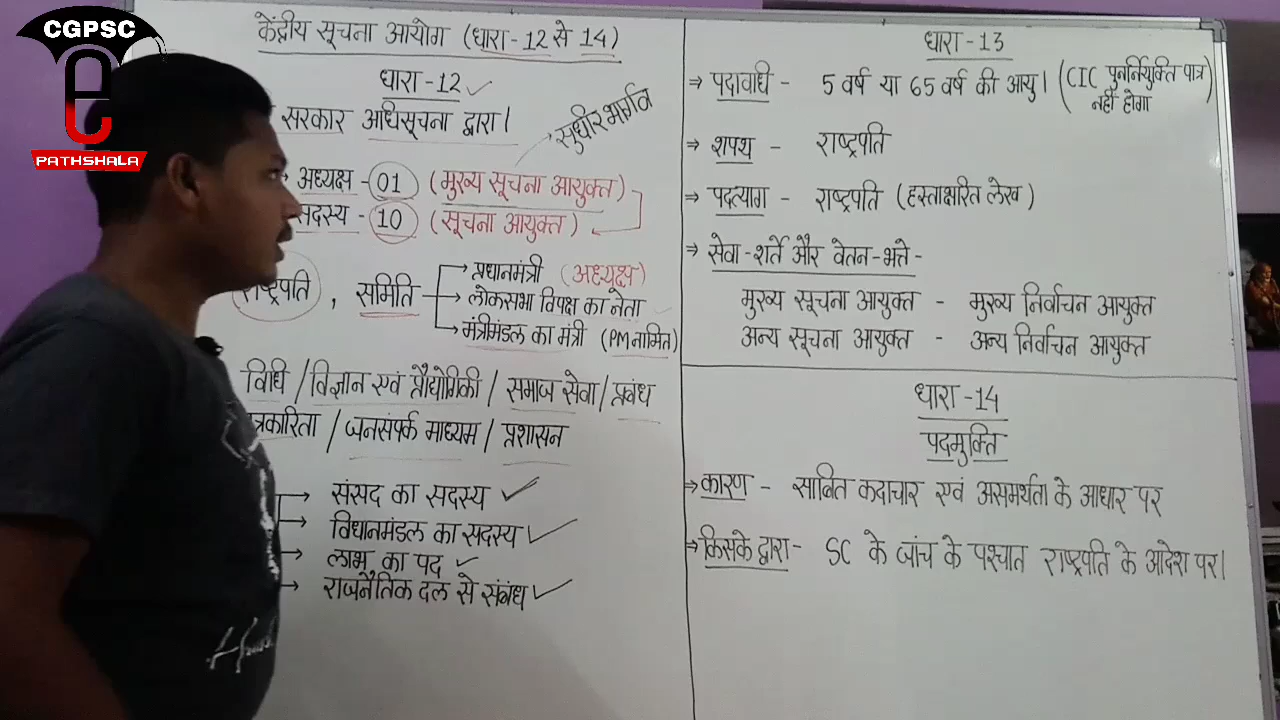 CGPSC
e
PATHSHALA
केंद्रीय सूचना आयोग (धारा-12 से 14)
धारा-12
सरकार अधिसूचना द्वारा।
सुधीर भार्गव
अध्यक्ष - 01 (मुख्य सूचना आयुक्त)
सदस्य - 10 (सूचना आयुक्त)
राष्ट्रपति, समिति
प्रधानमंत्री (अध्यक्ष)
लोकसभा विपक्ष का नेता
मंत्रीमंडल का मंत्री (PM नामित)
विधि / विज्ञान एवं प्रौद्योगिकी / समाज सेवा / प्रबंध
त्रकारिता / जनसंपर्क माध्यम / प्रशासन
→ संसद का सदस्य ✓
→ विधानमंडल का सदस्य ✓
→ लाभ का पद ✓
→ राजनैतिक दल से संबंध ✓
धारा-13
⇒ पदावधि - 5 वर्ष या 65 वर्ष की आयु। (CIC पुनर्नियुक्ति पात्र नहीं होगा)
⇒ शपथ - राष्ट्रपति
⇒ पदत्याग - राष्ट्रपति (हस्ताक्षरित लेख)
⇒ सेवा-शर्ते और वेतन-भत्ते-
मुख्य सूचना आयुक्त - मुख्य निर्वाचन आयुक्त
अन्य सूचना आयुक्त - अन्य निर्वाचन आयुक्त
धारा-14
पदमुक्ति
⇒ कारण - साबित कदाचार एवं असमर्थता के आधार पर
⇒ किसके द्वारा - SC के जांच के पश्चात राष्ट्रपति के आदेश पर।